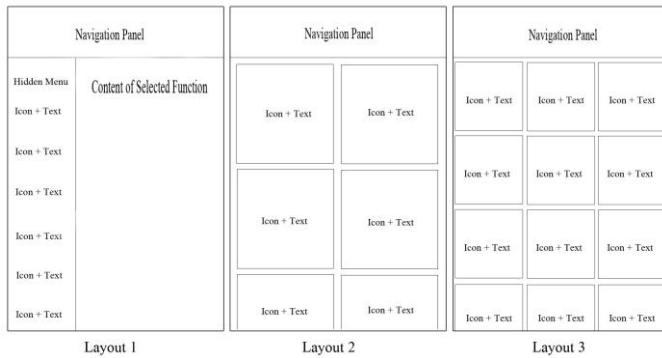 Navigation Panel
Hidden Menu
Icon + Text
Icon + Text
Icon + Text
Icon + Text
Icon + Text
Icon + Text
Content of Selected Function
Layout 1
Navigation Panel
Icon + Text Icon + Text
Icon + Text Icon + Text
Icon + Text Icon + Text
Layout 2
Navigation Panel
Icon + Text Icon + Text Icon + Text
Icon + Text Icon + Text Icon + Text
Icon + Text Icon + Text Icon + Text
Icon + Text Icon + Text Icon + Text
Layout 3